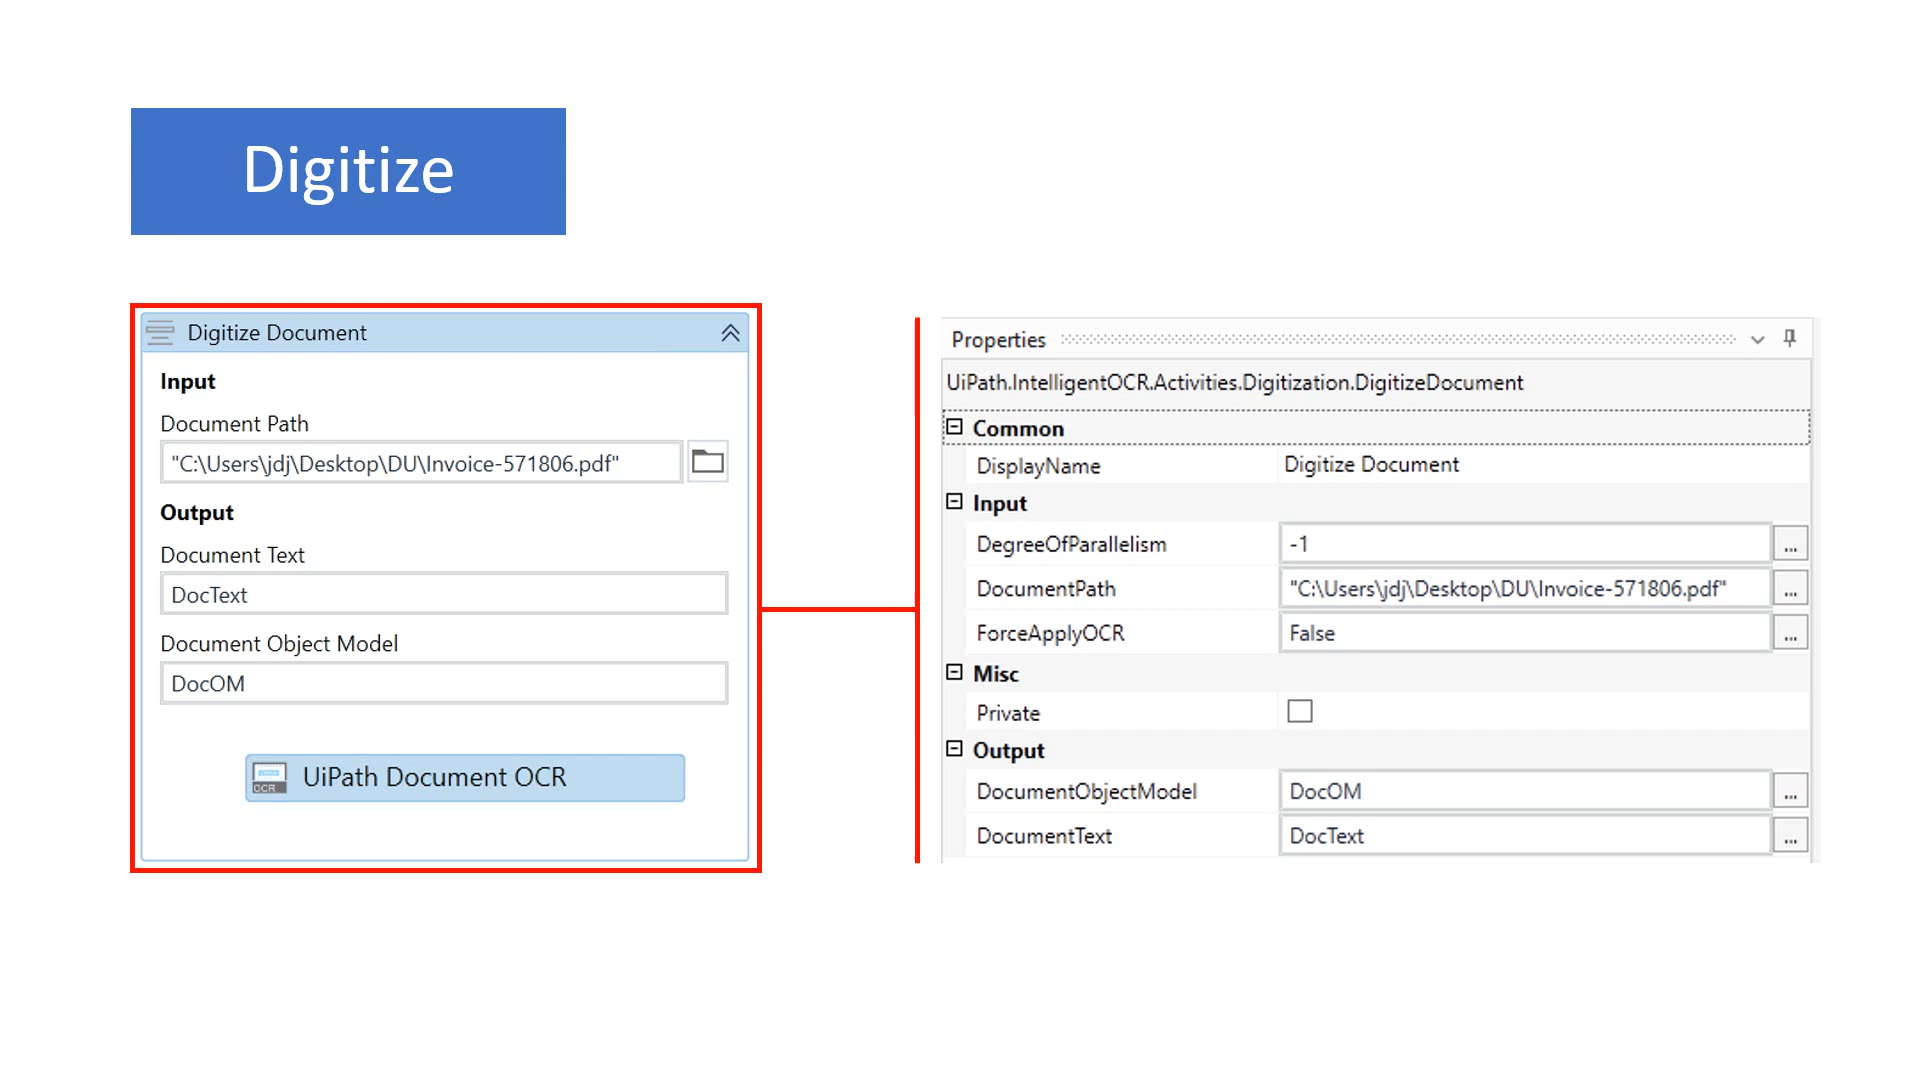 Digitize
Digitize Document
Input
Document Path
"C:\Users\jdj\Desktop\DU\Invoice-571806.pdf"
Output
Document Text
DocText
Document Object Model
DocOM
OCR
UiPath Document OCR
Properties
UiPath.IntelligentOCR.Activities.Digitization.DigitizeDocument
Common
DisplayName Digitize Document
Input
DegreeOfParallelism -1 ...
DocumentPath "C:\Users\jdj\Desktop\DU\Invoice-571806.pdf" ...
ForceApplyOCR False ...
Misc
Private
Output
DocumentObjectModel DocOM ...
DocumentText DocText ...